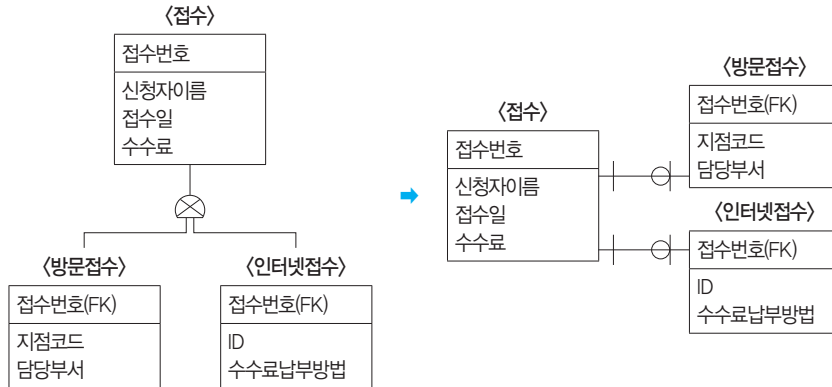 〈접수〉
접수번호
신청자이름
접수일
수수료
〈방문접수〉
접수번호(FK)
지점코드
담당부서
〈인터넷접수〉
접수번호(FK)
ID
수수료납부방법
〈접수〉
접수번호
신청자이름
접수일
수수료
〈방문접수〉
접수번호(FK)
지점코드
담당부서
〈인터넷접수〉
접수번호(FK)
ID
수수료납부방법